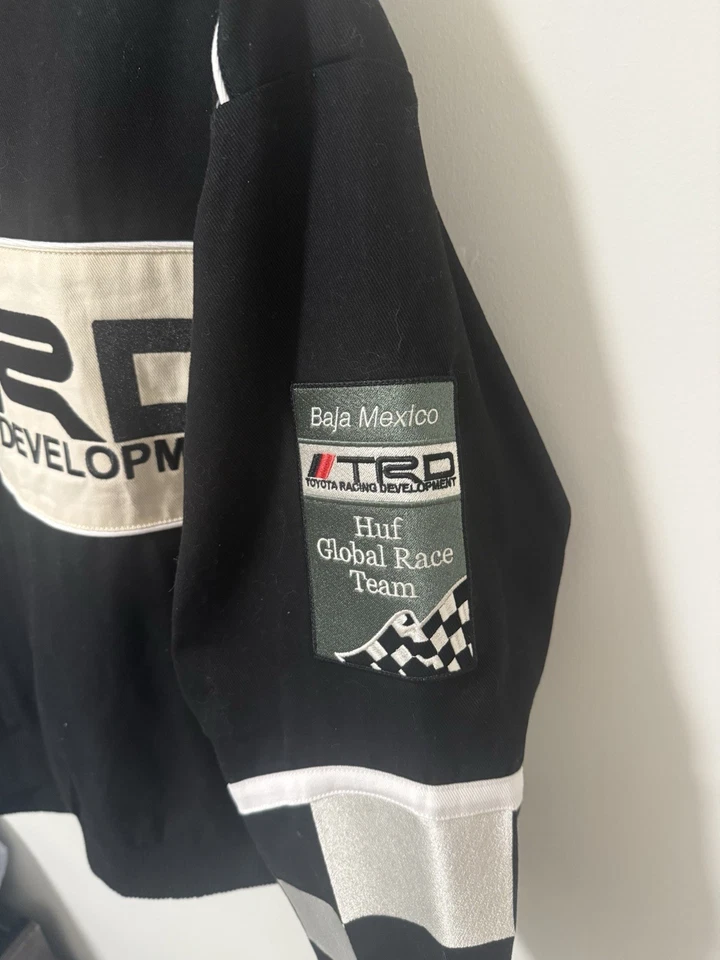 RD
DEVELOPM
Baja Mexico
TRD
TOYOTA RACING DEVELOPMENT
Huf
Global Race
Team